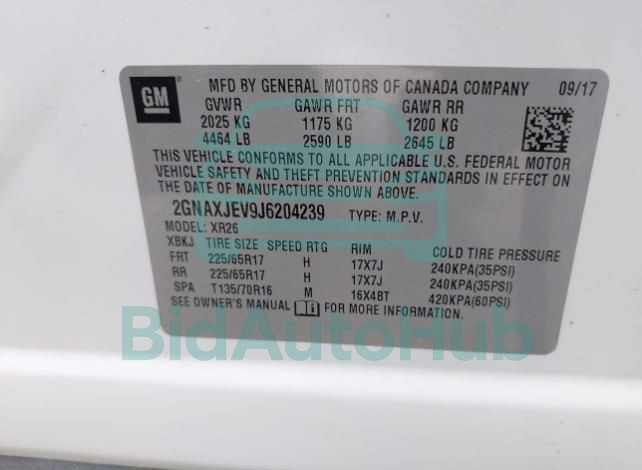 GM
MFD BY GENERAL MOTORS OF CANADA COMPANY 09/17
GVWR GAWR FRT GAWR RR
2025 KG 1175 KG 1200 KG
4464 LB 2590 LB 2645 LB
THIS VEHICLE CONFORMS TO ALL APPLICABLE U.S. FEDERAL MOTOR
VEHICLE SAFETY AND THEFT PREVENTION STANDARDS IN EFFECT ON
THE DATE OF MANUFACTURE SHOWN ABOVE.
2GNAXJEV9J6204239 TYPE: M.P.V.
MODEL: XR26
XBKJ TIRE SIZE SPEED RTG RIM COLD TIRE PRESSURE
FRT 225/65R17 H 17X7J 240KPA(35PSI)
RR 225/65R17 H 17X7J 240KPA(35PSI)
SPA T135/70R16 M 16X4BT 420KPA(60PSI)
SEE OWNER'S MANUAL FOR MORE INFORMATION.
BidAutoHub